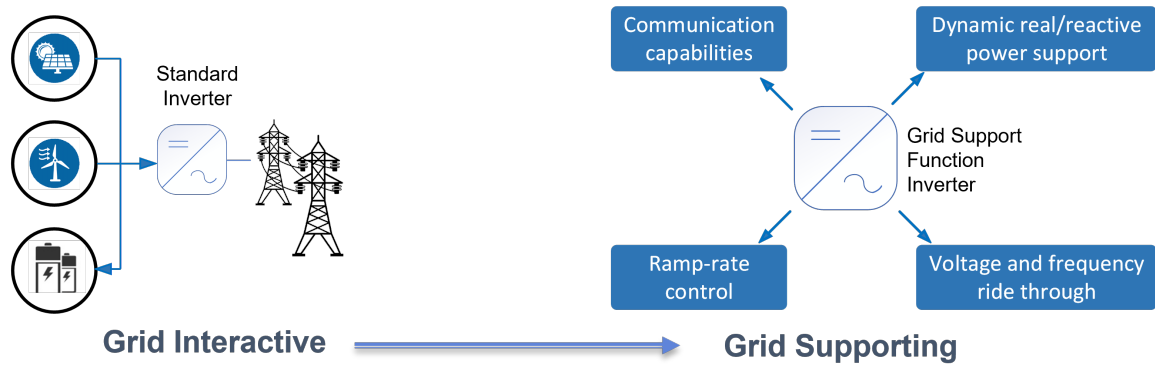 Standard
Inverter
Grid Interactive
Communication
capabilities
Dynamic real/reactive
power support
Grid Support
Function
Inverter
Ramp-rate
control
Voltage and frequency
ride through
Grid Supporting